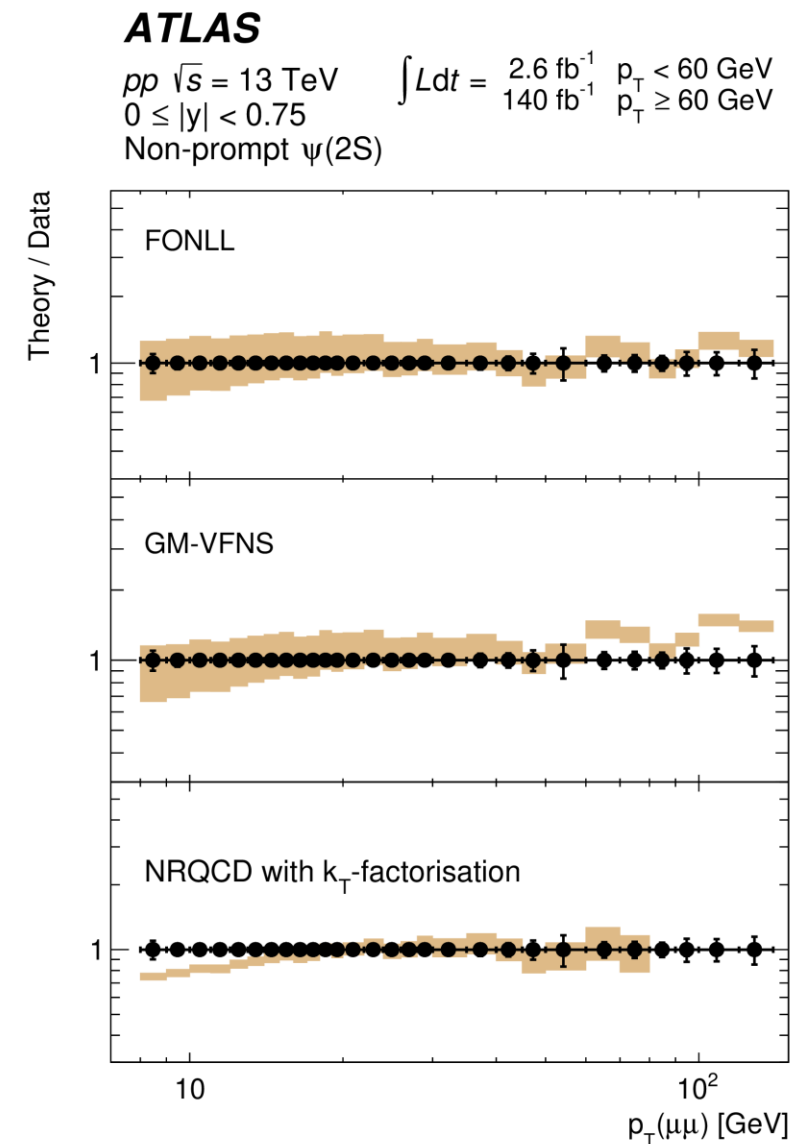 ATLAS
pp √s = 13 TeV
0 ≤ |y| < 0.75
Non-prompt ψ(2S)
∫Ldt = 2.6 fb⁻¹ p_T < 60 GeV
140 fb⁻¹ p_T ≥ 60 GeV
Theory / Data
FONLL
1
GM-VFNS
1
NRQCD with k_T-factorisation
1
10 10²
p_T(μμ) [GeV]